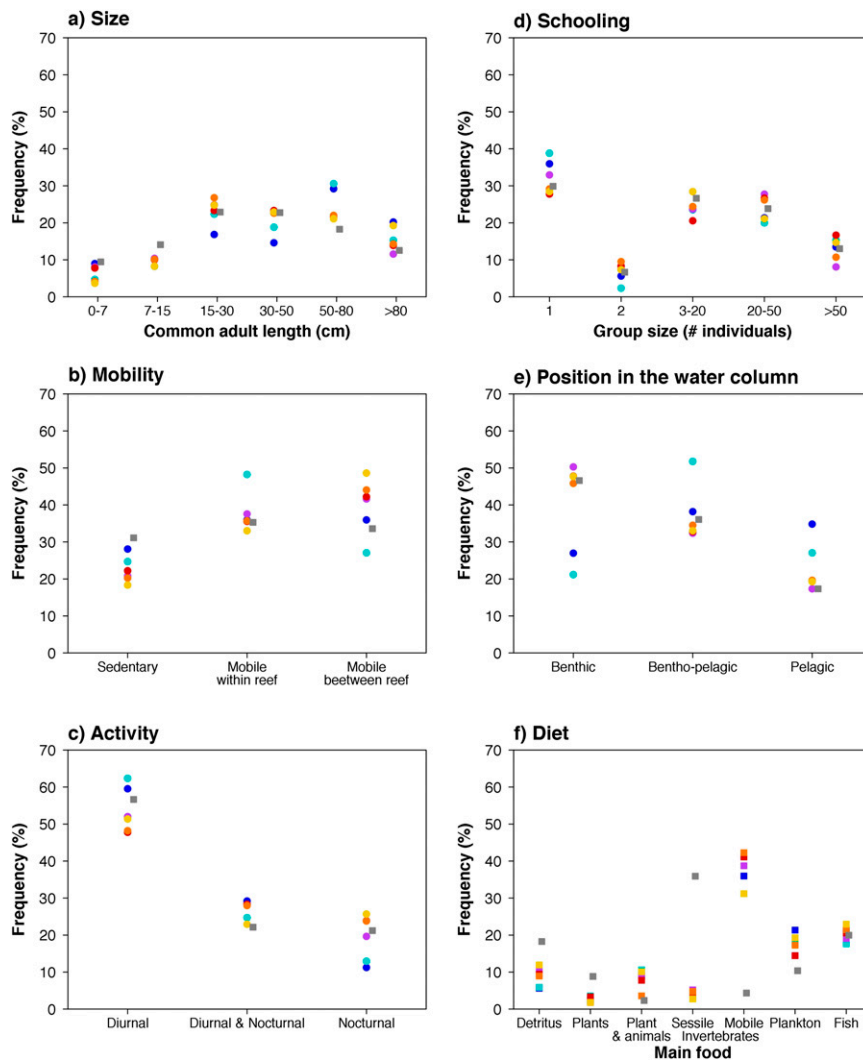 a) Size
70
60
50
40
30
20
10
0
Frequency (%)
0-7 7-15 15-30 30-50 50-80 >80
Common adult length (cm)
d) Schooling
70
60
50
40
30
20
10
0
Frequency (%)
1 2 3-20 20-50 >50
Group size (# individuals)
b) Mobility
70
60
50
40
30
20
10
0
Frequency (%)
Sedentary Mobile Mobile
within reef beetween reef
e) Position in the water column
70
60
50
40
30
20
10
0
Frequency (%)
Benthic Bentho-pelagic Pelagic
c) Activity
70
60
50
40
30
20
10
0
Frequency (%)
Diurnal Diurnal & Nocturnal Nocturnal
f) Diet
70
60
50
40
30
20
10
0
Frequency (%)
Detritus Plants Plant Sessile Mobile Plankton Fish
& animals Invertebrates
Main food